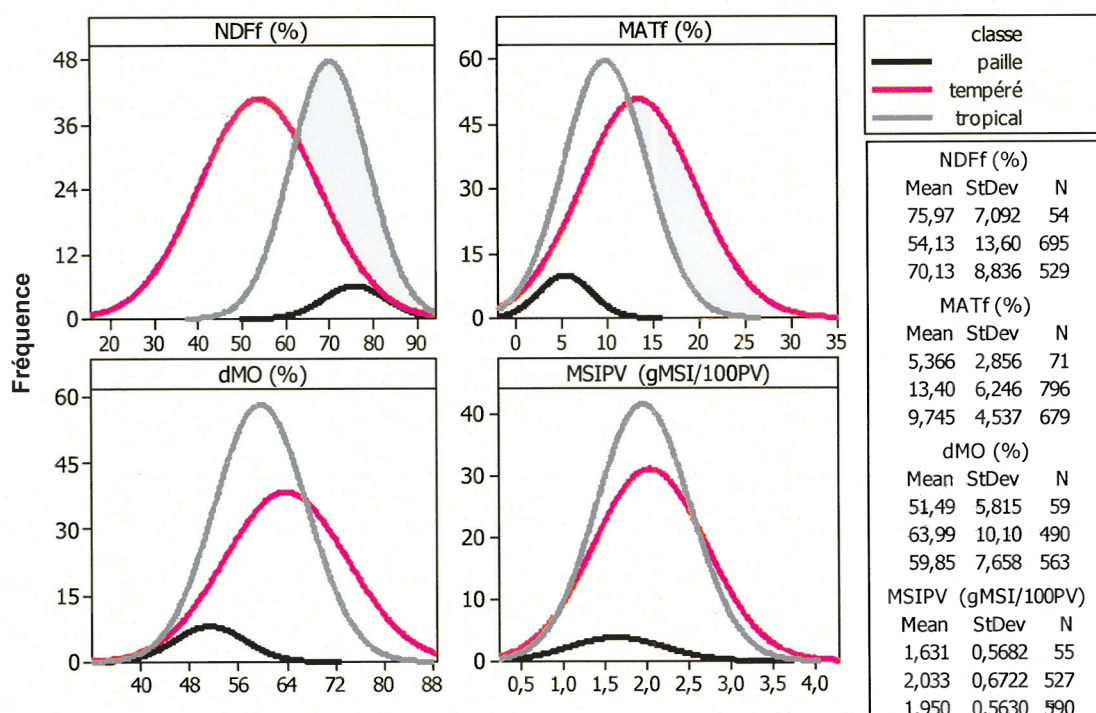 Fréquence
NDFf (%)
48
36
24
12
0
20 30 40 50 60 70 80 90
MATf (%)
60
45
30
15
0
0 5 10 15 20 25 30 35
dMO (%)
60
45
30
15
0
40 48 56 64 72 80 88
MSIPV (gMSI/100PV)
40
30
20
10
0
0,5 1,0 1,5 2,0 2,5 3,0 3,5 4,0
classe
paille
tempéré
tropical
NDFf (%)
Mean StDev N
75,97 7,092 54
54,13 13,60 695
70,13 8,836 529
MATf (%)
Mean StDev N
5,366 2,856 71
13,40 6,246 796
9,745 4,537 679
dMO (%)
Mean StDev N
51,49 5,815 59
63,99 10,10 490
59,85 7,658 563
MSIPV (gMSI/100PV)
Mean StDev N
1,631 0,5682 55
2,033 0,6722 527
1,950 0,5630 590